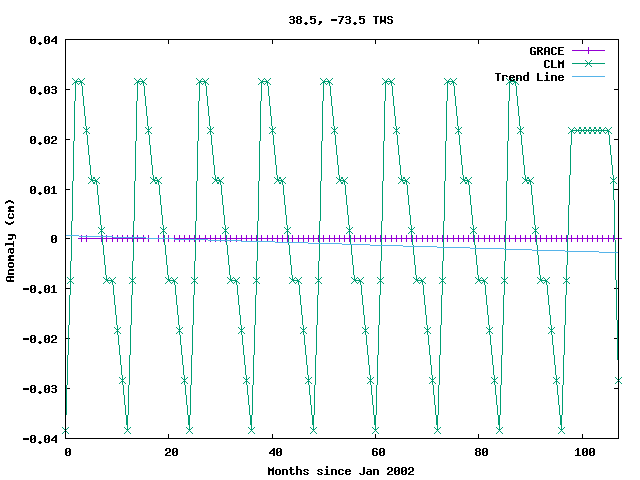 38.5, -73.5 TWS
GRACE
CLM
Trend Line
0.04
0.03
0.02
0.01
0
-0.01
-0.02
-0.03
-0.04
Anomaly (cm)
0 20 40 60 80 100
Months since Jan 2002